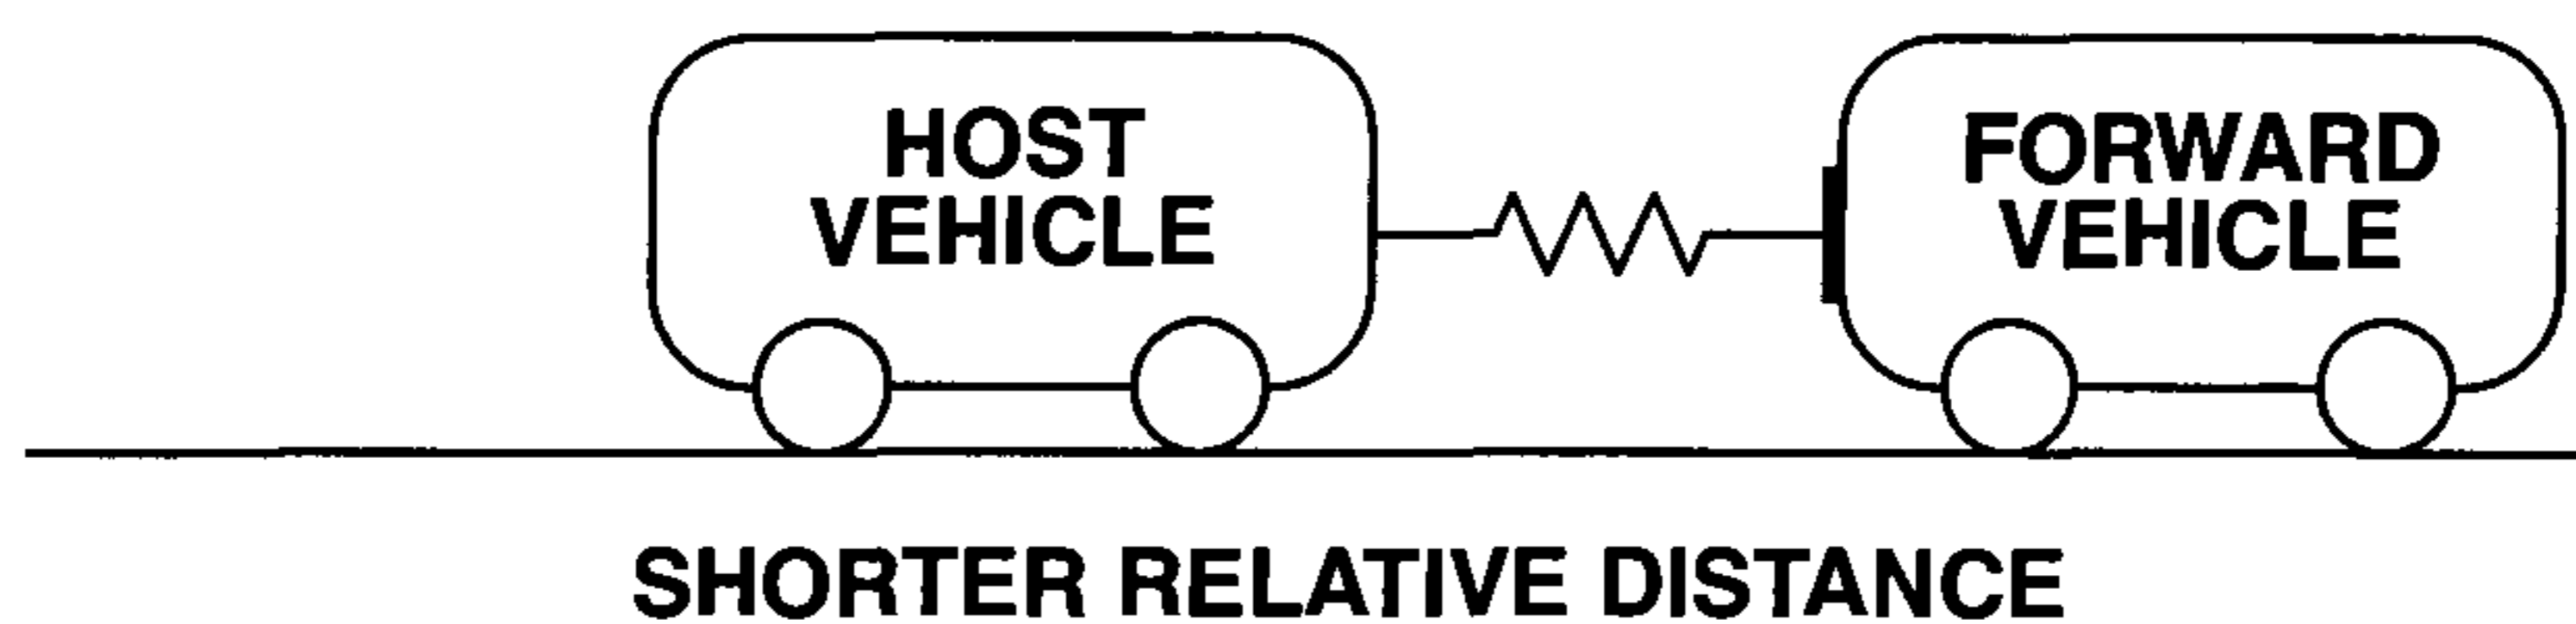 HOST
VEHICLE
FORWARD
VEHICLE
SHORTER RELATIVE DISTANCE